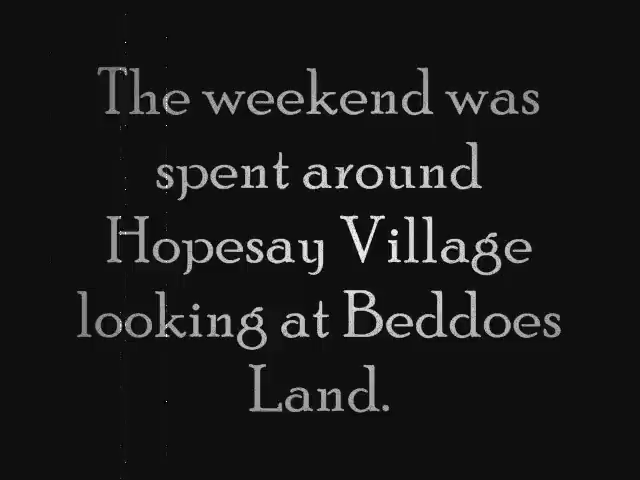 The weekend was
spent around
Hopesay Village
looking at Beddoes
Land.